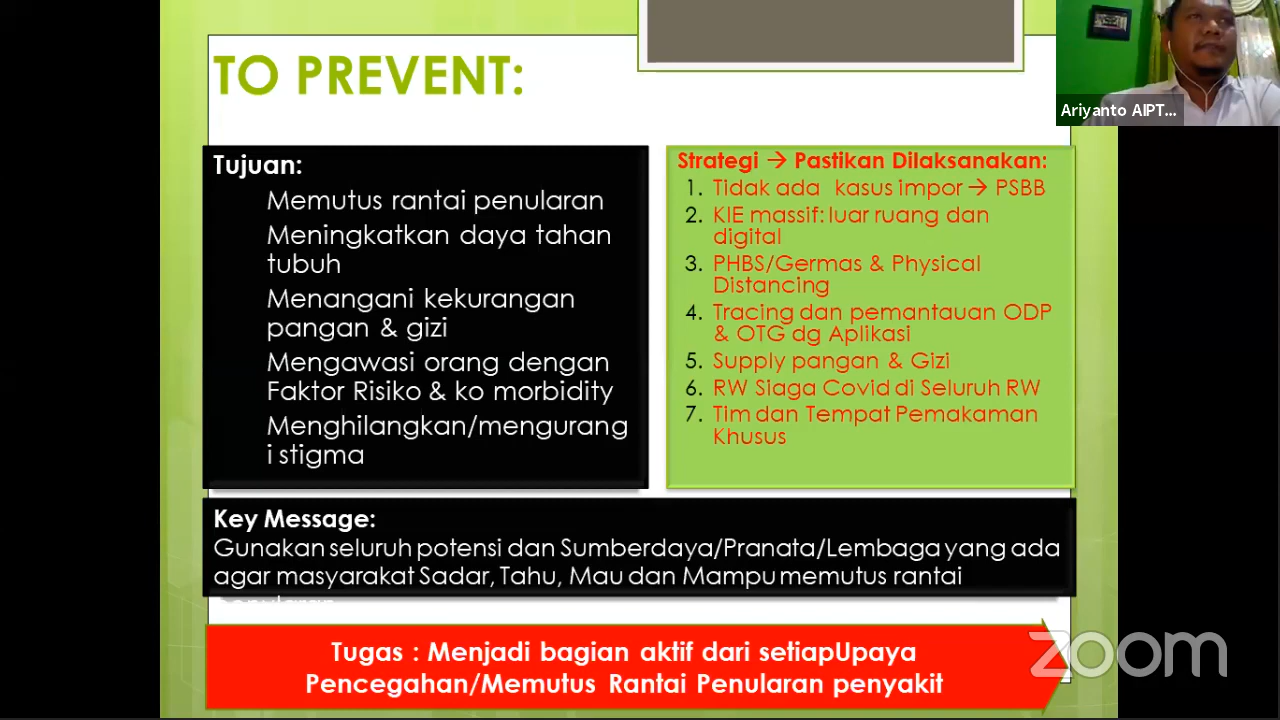 TO PREVENT:
Ariyanto AIPT...
Tujuan:
Memutus rantai penularan
Meningkatkan daya tahan
tubuh
Menangani kekurangan
pangan & gizi
Mengawasi orang dengan
Faktor Risiko & ko morbidity
Menghilangkan/mengurang
i stigma
Strategi → Pastikan Dilaksanakan:
1. Tidak ada kasus impor → PSBB
2. KIE massif: luar ruang dan
digital
3. PHBS/Germas & Physical
Distancing
4. Tracing dan pemantauan ODP
& OTG dg Aplikasi
5. Supply pangan & Gizi
6. RW Siaga Covid di Seluruh RW
7. Tim dan Tempat Pemakaman
Khusus
Key Message:
Gunakan seluruh potensi dan Sumberdaya/Pranata/Lembaga yang ada
agar masyarakat Sadar, Tahu, Mau dan Mampu memutus rantai
Tugas : Menjadi bagian aktif dari setiapUpaya
Pencegahan/Memutus Rantai Penularan penyakit
zoom